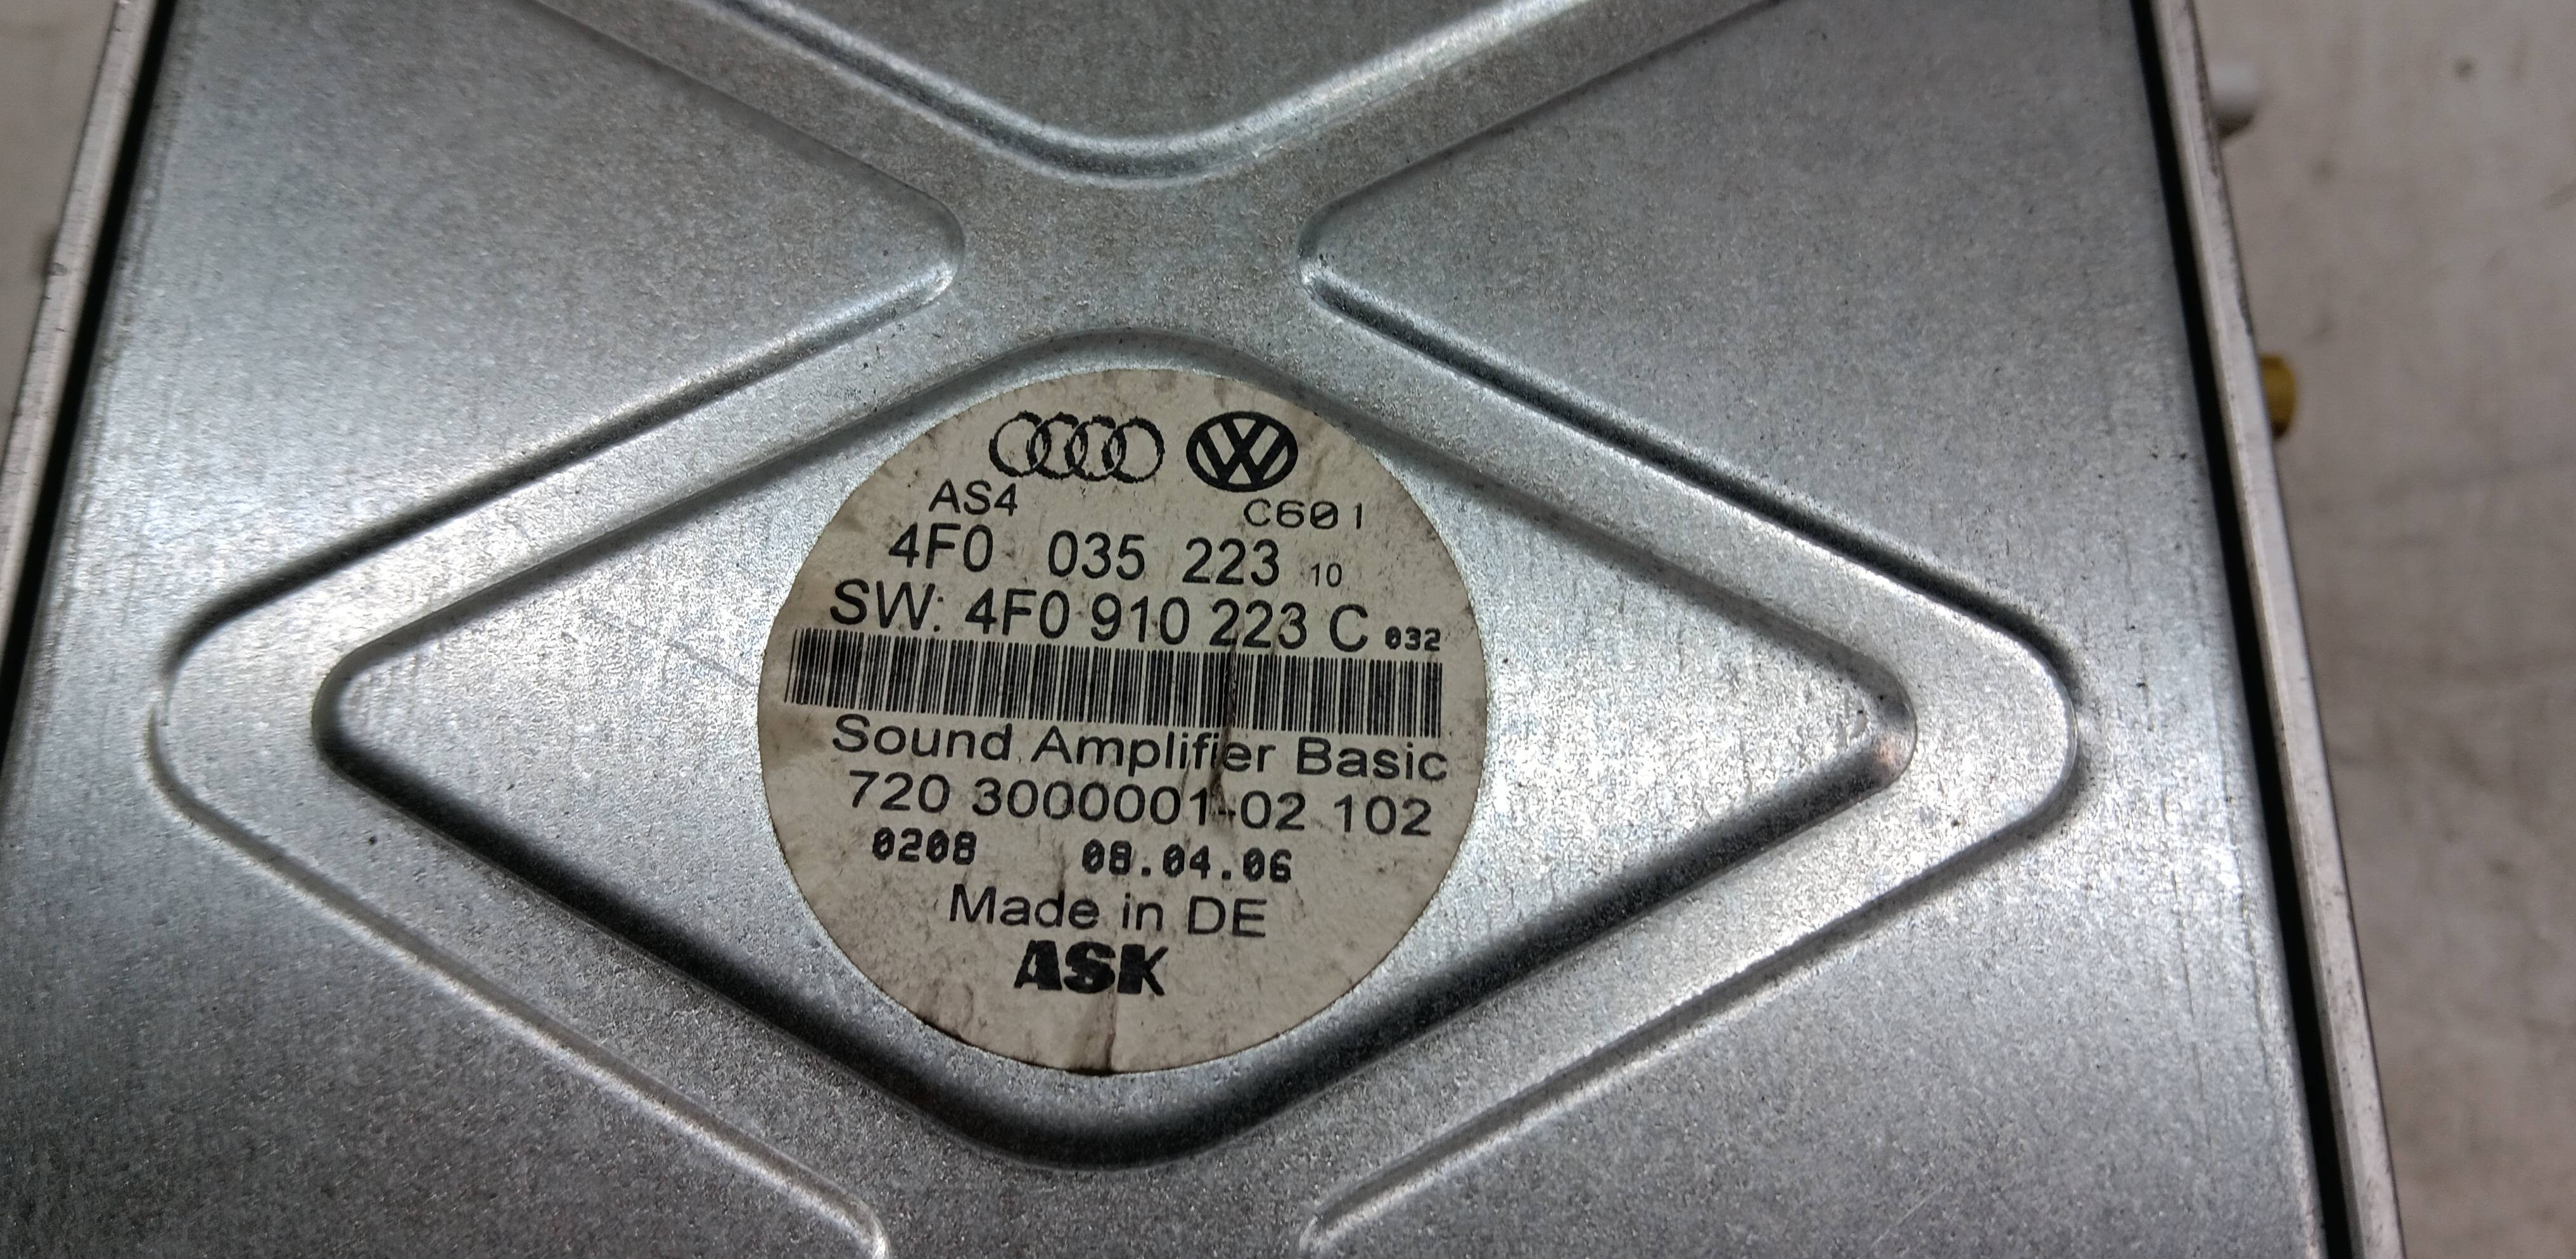 AS4 C601
4F0 035 223 10
SW: 4F0 910 223 C 032
Sound Amplifier Basic
720 3000001-02 102
0208 08.04.06
Made in DE
ASK